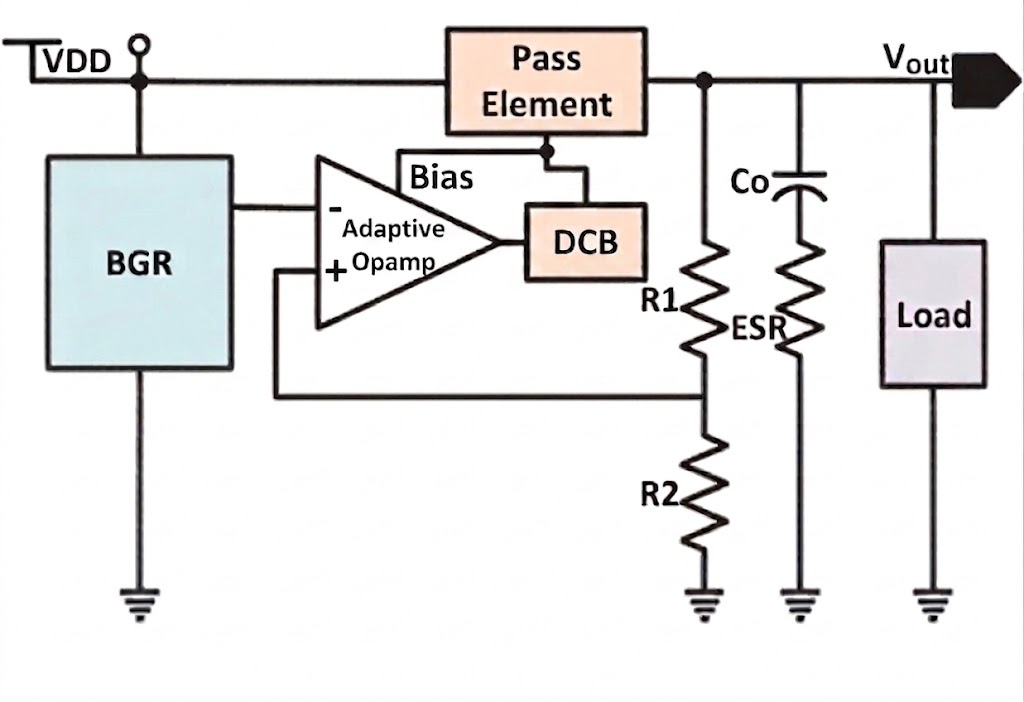 VDD
Pass
Element
Vout
Bias
BGR
-
Adaptive
+ Opamp
DCB
Co
R1
ESR
Load
R2